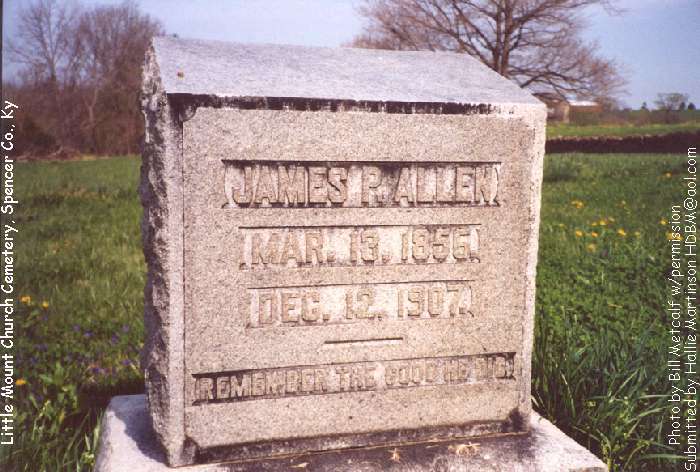 Little Mount Church Cemetery, Spencer Co., Ky
JAMES P. ALLEN
MAR. 13. 1856.
DEC. 12. 1907.
REMEMBER THE GOOD HE DID
Photo by Bill Metcalf w/permission
Submitted by Hallie Martinson HDBM@aol.com